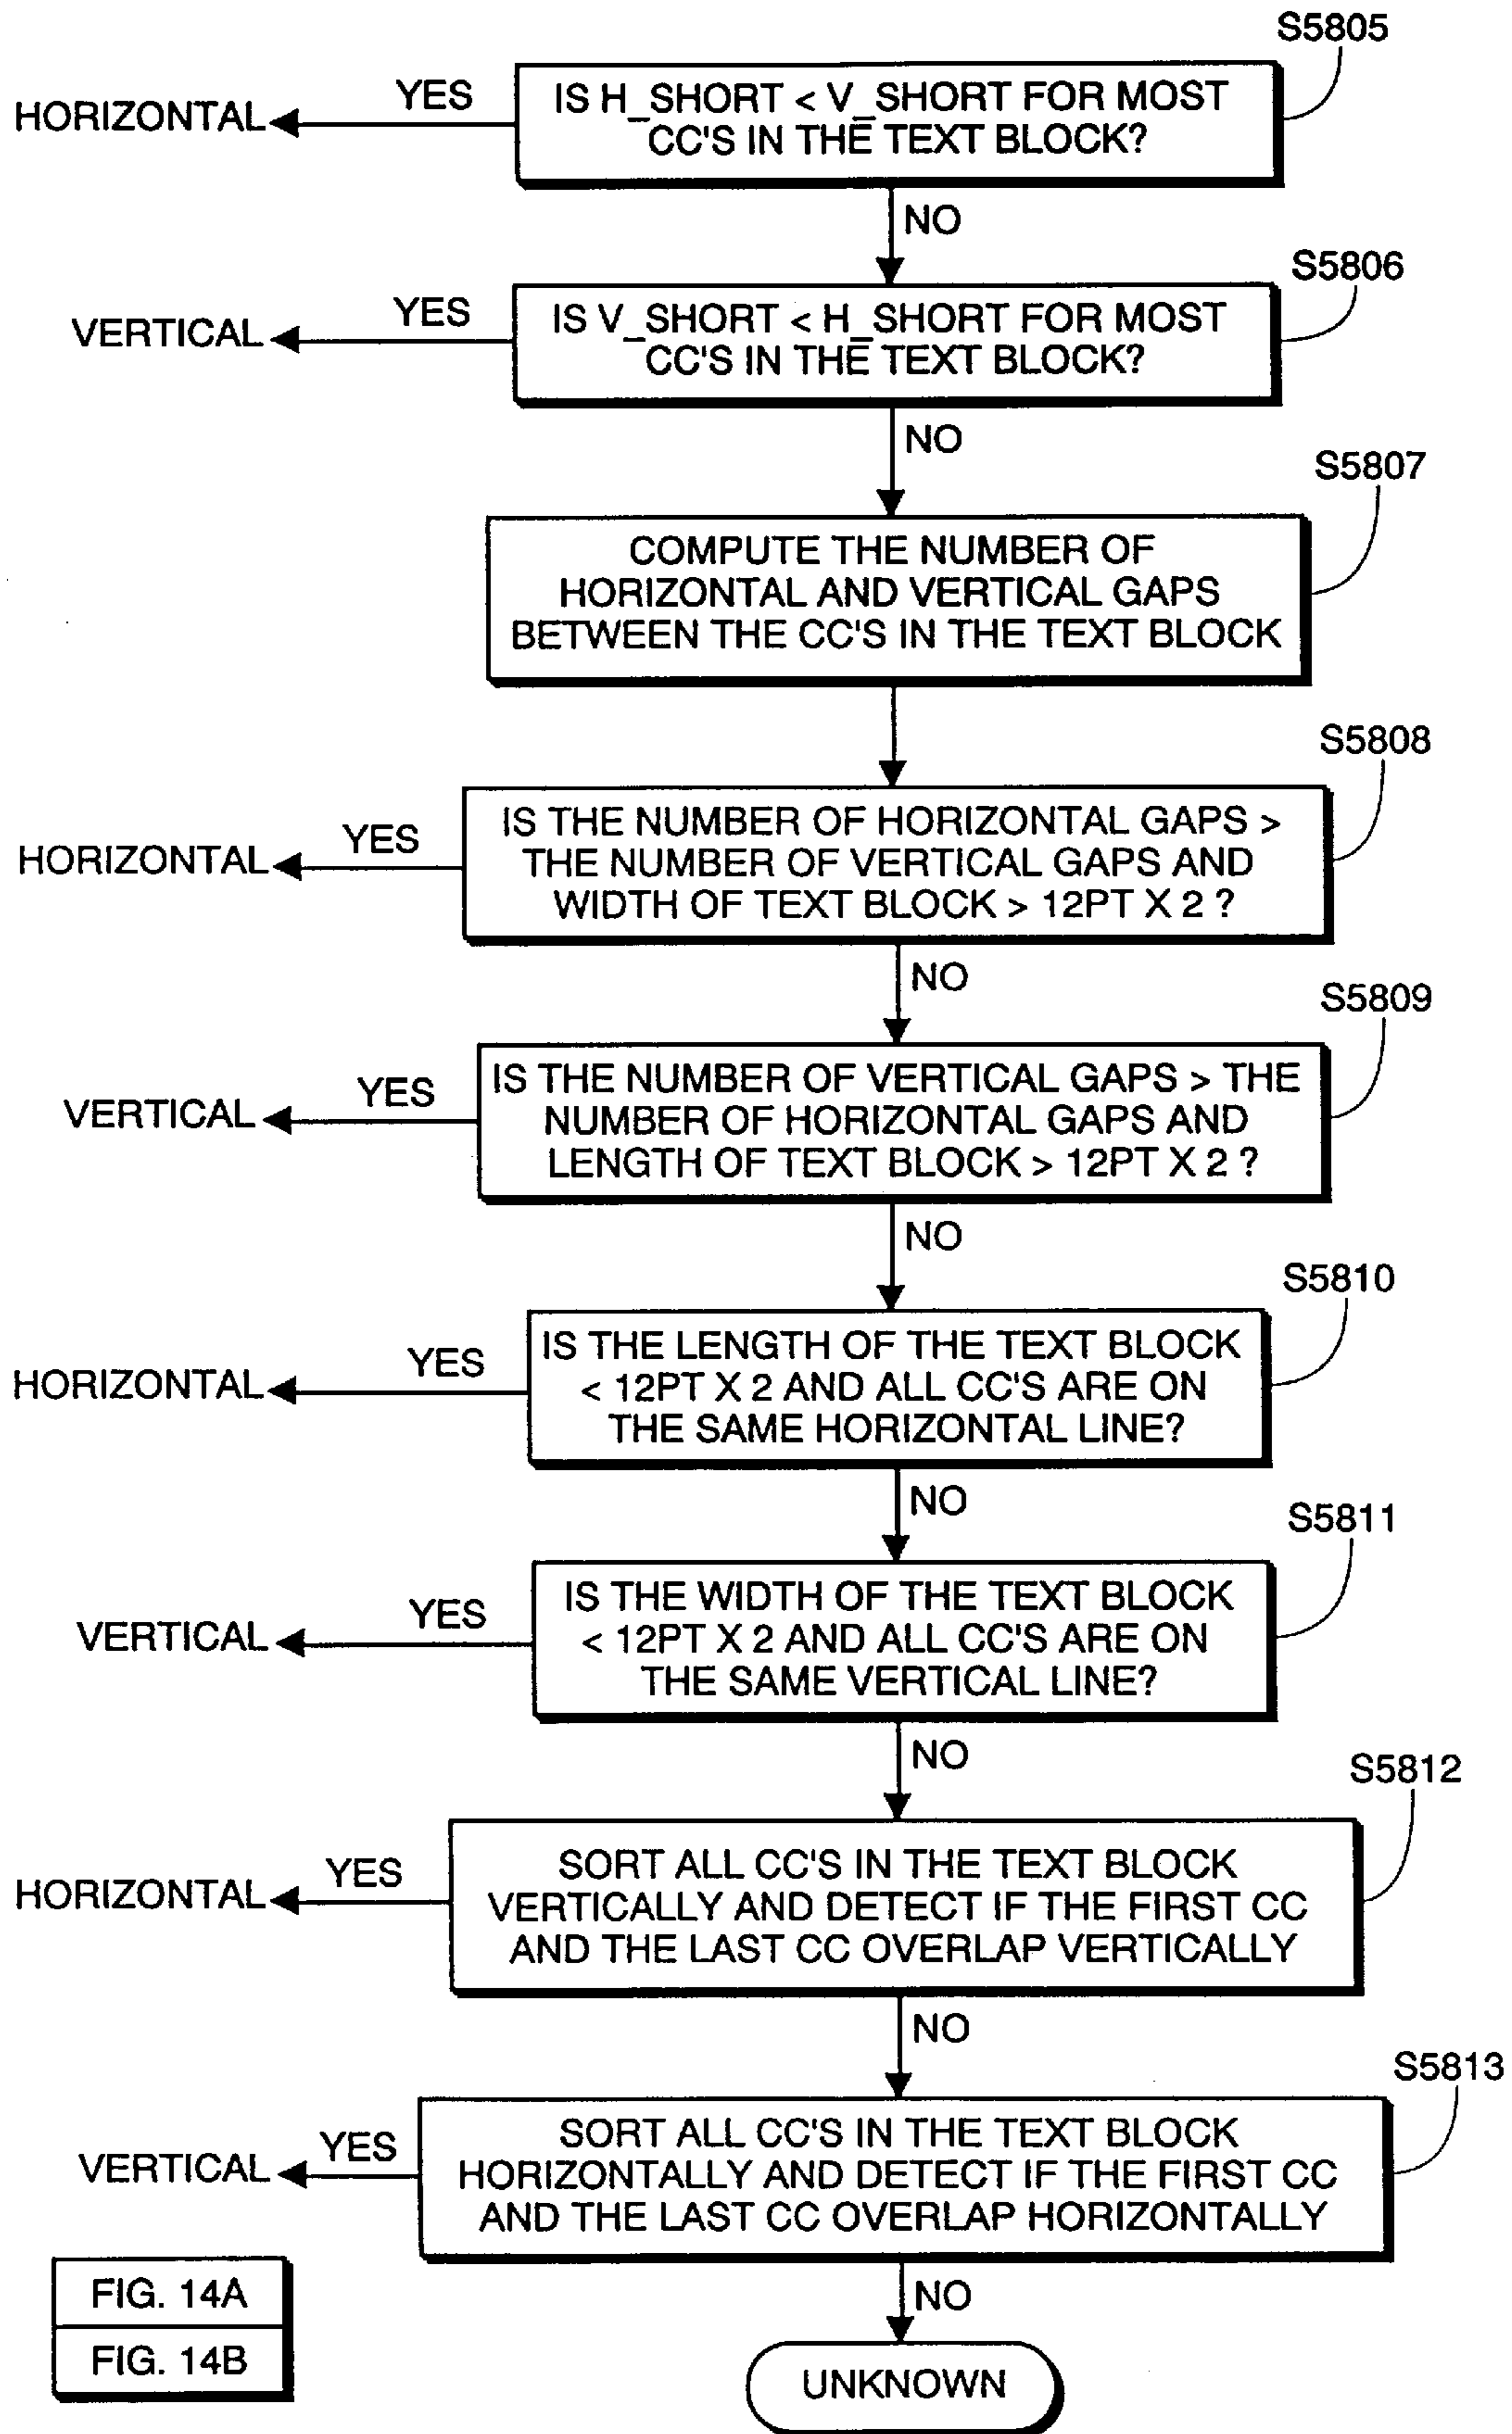 S5805
HORIZONTAL
YES
IS H_SHORT < V_SHORT FOR MOST
CC'S IN THE TEXT BLOCK?
NO
S5806
VERTICAL
YES
IS V_SHORT < H_SHORT FOR MOST
CC'S IN THE TEXT BLOCK?
NO
S5807
COMPUTE THE NUMBER OF
HORIZONTAL AND VERTICAL GAPS
BETWEEN THE CC'S IN THE TEXT BLOCK
S5808
HORIZONTAL
YES
IS THE NUMBER OF HORIZONTAL GAPS >
THE NUMBER OF VERTICAL GAPS AND
WIDTH OF TEXT BLOCK > 12PT X 2 ?
NO
S5809
VERTICAL
YES
IS THE NUMBER OF VERTICAL GAPS > THE
NUMBER OF HORIZONTAL GAPS AND
LENGTH OF TEXT BLOCK > 12PT X 2 ?
NO
S5810
HORIZONTAL
YES
IS THE LENGTH OF THE TEXT BLOCK
< 12PT X 2 AND ALL CC'S ARE ON
THE SAME HORIZONTAL LINE?
NO
S5811
VERTICAL
YES
IS THE WIDTH OF THE TEXT BLOCK
< 12PT X 2 AND ALL CC'S ARE ON
THE SAME VERTICAL LINE?
NO
S5812
HORIZONTAL
YES
SORT ALL CC'S IN THE TEXT BLOCK
VERTICALLY AND DETECT IF THE FIRST CC
AND THE LAST CC OVERLAP VERTICALLY
NO
S5813
VERTICAL
YES
SORT ALL CC'S IN THE TEXT BLOCK
HORIZONTALLY AND DETECT IF THE FIRST CC
AND THE LAST CC OVERLAP HORIZONTALLY
NO
FIG. 14A
FIG. 14B
UNKNOWN